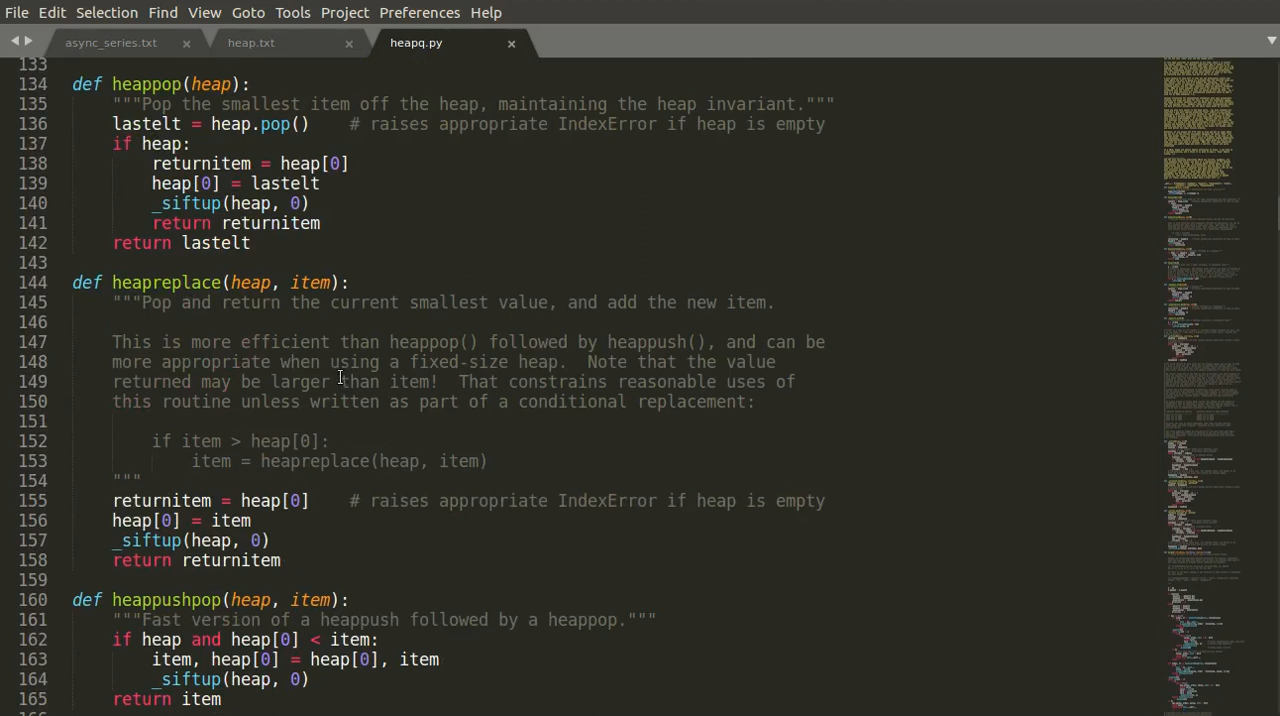 File Edit Selection Find View Goto Tools Project Preferences Help
async_series.txt × heap.txt × heapq.py ×
133
134 def heappop(heap):
135 """Pop the smallest item off the heap, maintaining the heap invariant."""
136 lastelt = heap.pop() # raises appropriate IndexError if heap is empty
137 if heap:
138 returnitem = heap[0]
139 heap[0] = lastelt
140 _siftup(heap, 0)
141 return returnitem
142 return lastelt
143
144 def heapreplace(heap, item):
145 """Pop and return the current smallest value, and add the new item.
146
147 This is more efficient than heappop() followed by heappush(), and can be
148 more appropriate when using a fixed-size heap. Note that the value
149 returned may be larger than item! That constrains reasonable uses of
150 this routine unless written as part of a conditional replacement:
151
152 if item > heap[0]:
153 item = heapreplace(heap, item)
154 """
155 returnitem = heap[0] # raises appropriate IndexError if heap is empty
156 heap[0] = item
157 _siftup(heap, 0)
158 return returnitem
159
160 def heappushpop(heap, item):
161 """Fast version of a heappush followed by a heappop."""
162 if heap and heap[0] < item:
163 item, heap[0] = heap[0], item
164 _siftup(heap, 0)
165 return item